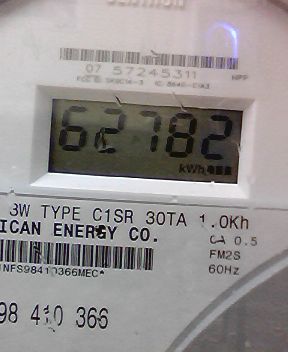 07 57245311 NPP
62782
kWh
3W TYPE C1SR 30TA 1.0Kh
ICAN ENERGY CO.
CA 0.5
FM2S
NFS98410366MEC*
60Hz
98 410 366